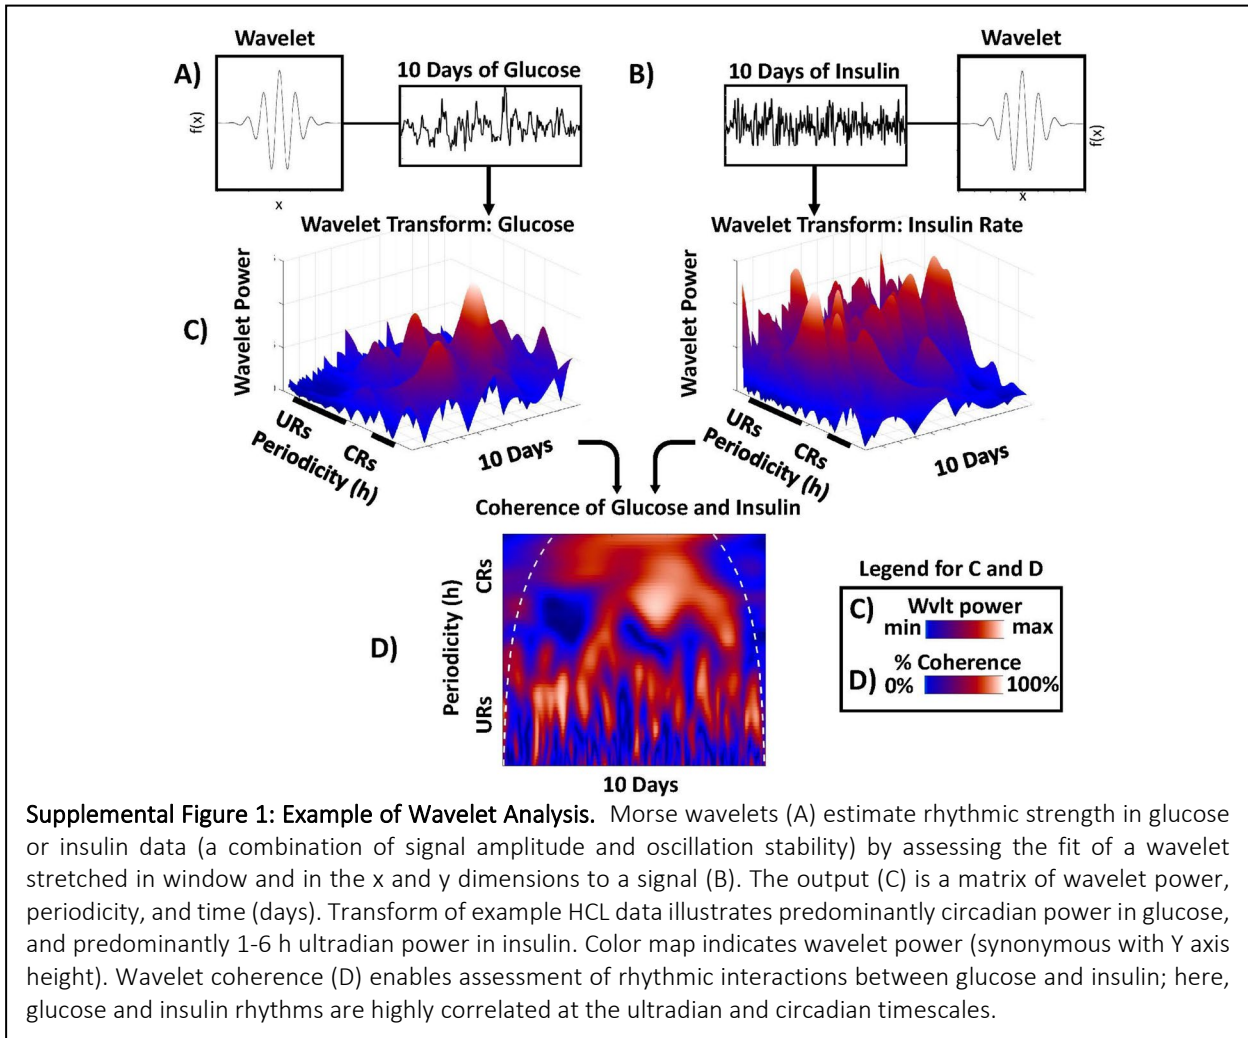 Wavelet
A)
10 Days of Glucose
f(x)
x
B)
10 Days of Insulin
Wavelet
f(x)
x
Wavelet Transform: Glucose
Wavelet Transform: Insulin Rate
C)
Wavelet Power
URs
CRs
Periodicity (h)
10 Days
Wavelet Power
URs
CRs
Periodicity (h)
10 Days
Coherence of Glucose and Insulin
D)
Periodicity (h)
CRs
URs
10 Days
Legend for C and D
C)
Wvlt power
min
max
D)
% Coherence
0%
100%
Supplemental Figure 1: Example of Wavelet Analysis. Morse wavelets (A) estimate rhythmic strength in glucose
or insulin data (a combination of signal amplitude and oscillation stability) by assessing the fit of a wavelet
stretched in window and in the x and y dimensions to a signal (B). The output (C) is a matrix of wavelet power,
periodicity, and time (days). Transform of example HCL data illustrates predominantly circadian power in glucose,
and predominantly 1-6 h ultradian power in insulin. Color map indicates wavelet power (synonymous with Y axis
height). Wavelet coherence (D) enables assessment of rhythmic interactions between glucose and insulin; here,
glucose and insulin rhythms are highly correlated at the ultradian and circadian timescales.